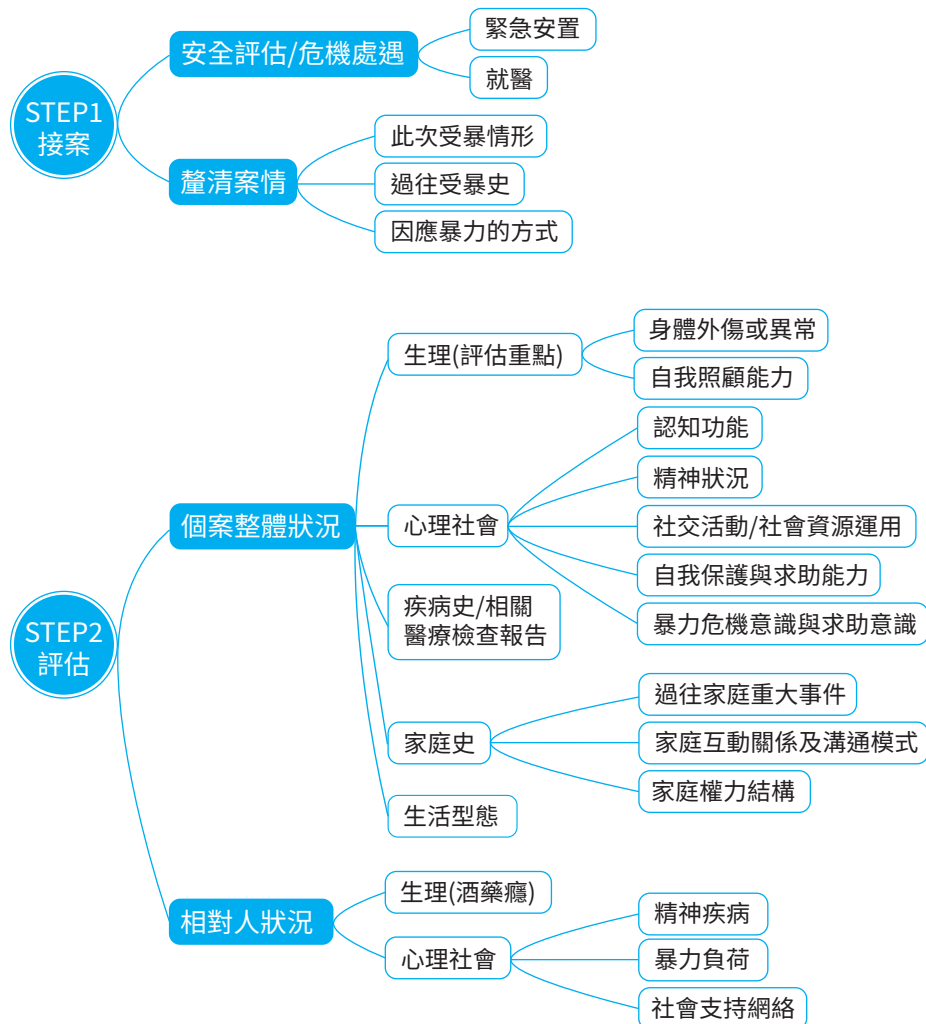 STEP1
接案
安全評估/危機處遇
緊急安置
就醫
釐清案情
此次受暴情形
過往受暴史
因應暴力的方式
STEP2
評估
個案整體狀況
生理(評估重點)
身體外傷或異常
自我照顧能力
心理社會
認知功能
精神狀況
社交活動/社會資源運用
自我保護與求助能力
暴力危機意識與求助意識
疾病史/相關
醫療檢查報告
家庭史
過往家庭重大事件
家庭互動關係及溝通模式
家庭權力結構
生活型態
相對人狀況
生理(酒藥癮)
心理社會
精神疾病
暴力負荷
社會支持網絡